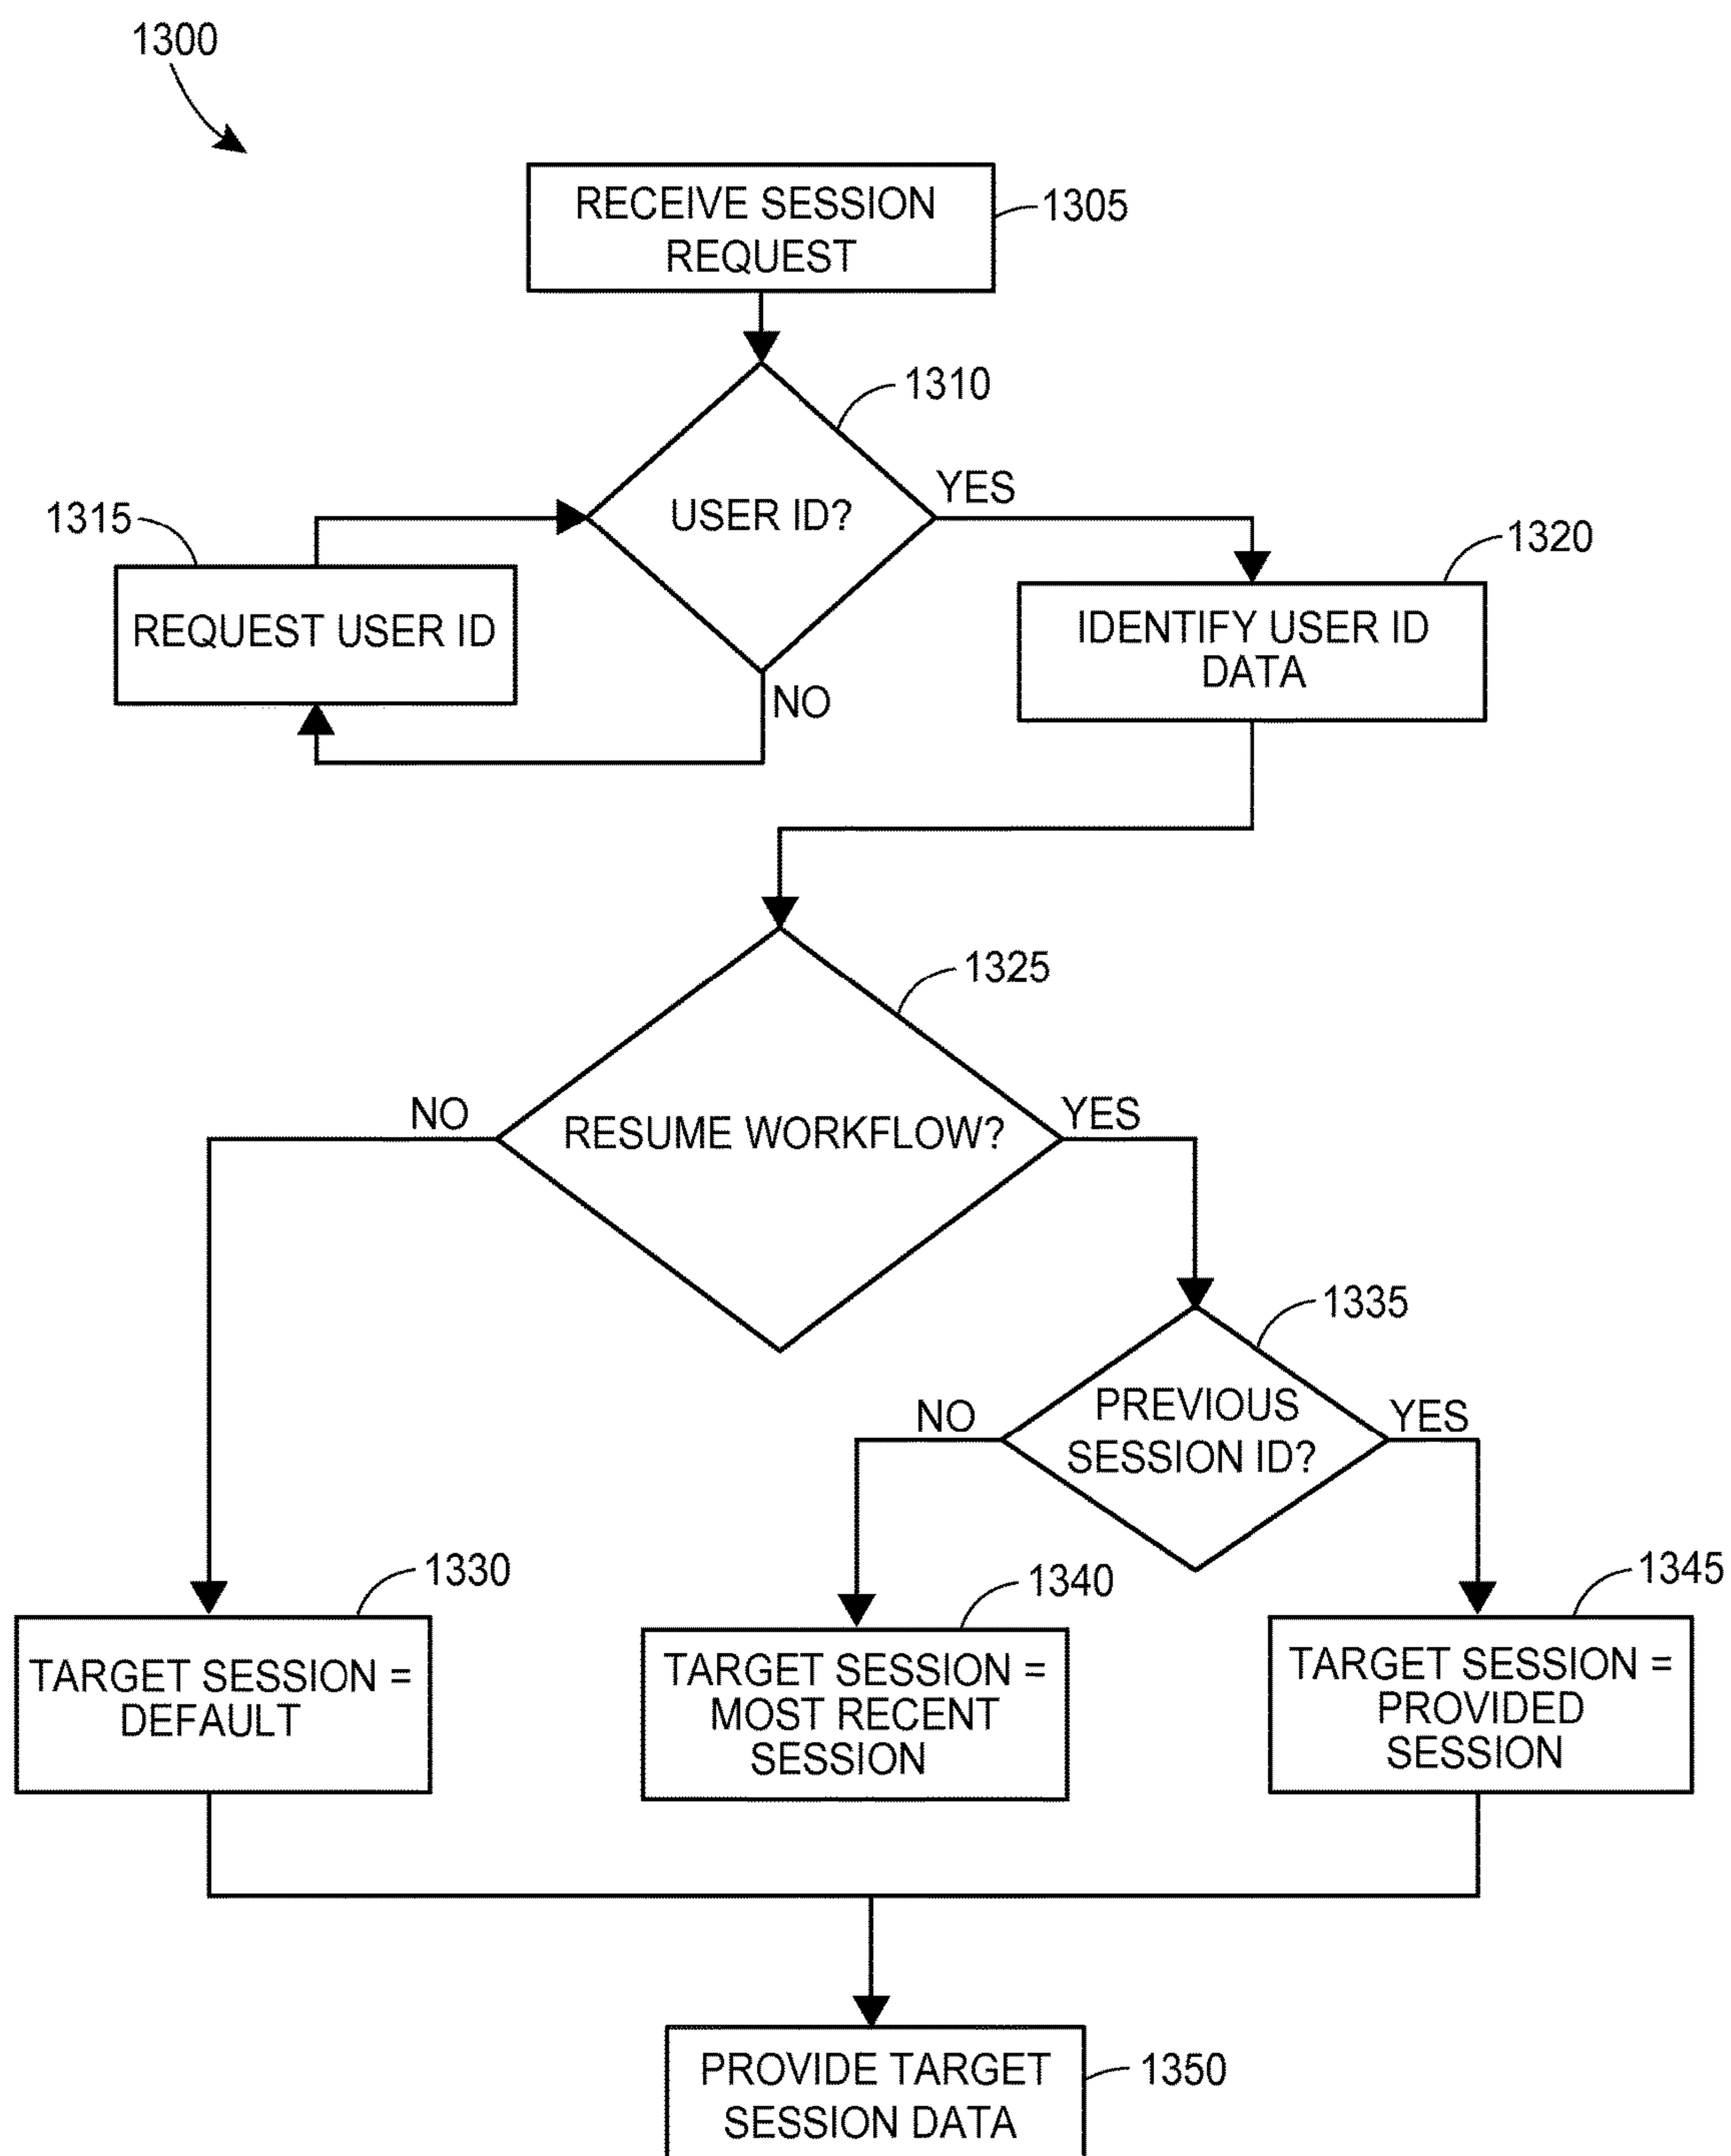 1300
RECEIVE SESSION
REQUEST
1305
1310
USER ID?
YES
NO
1315
REQUEST USER ID
1320
IDENTIFY USER ID
DATA
1325
RESUME WORKFLOW?
NO
YES
1335
PREVIOUS
SESSION ID?
NO
YES
1330
TARGET SESSION =
DEFAULT
1340
TARGET SESSION =
MOST RECENT
SESSION
1345
TARGET SESSION =
PROVIDED
SESSION
PROVIDE TARGET
SESSION DATA
1350